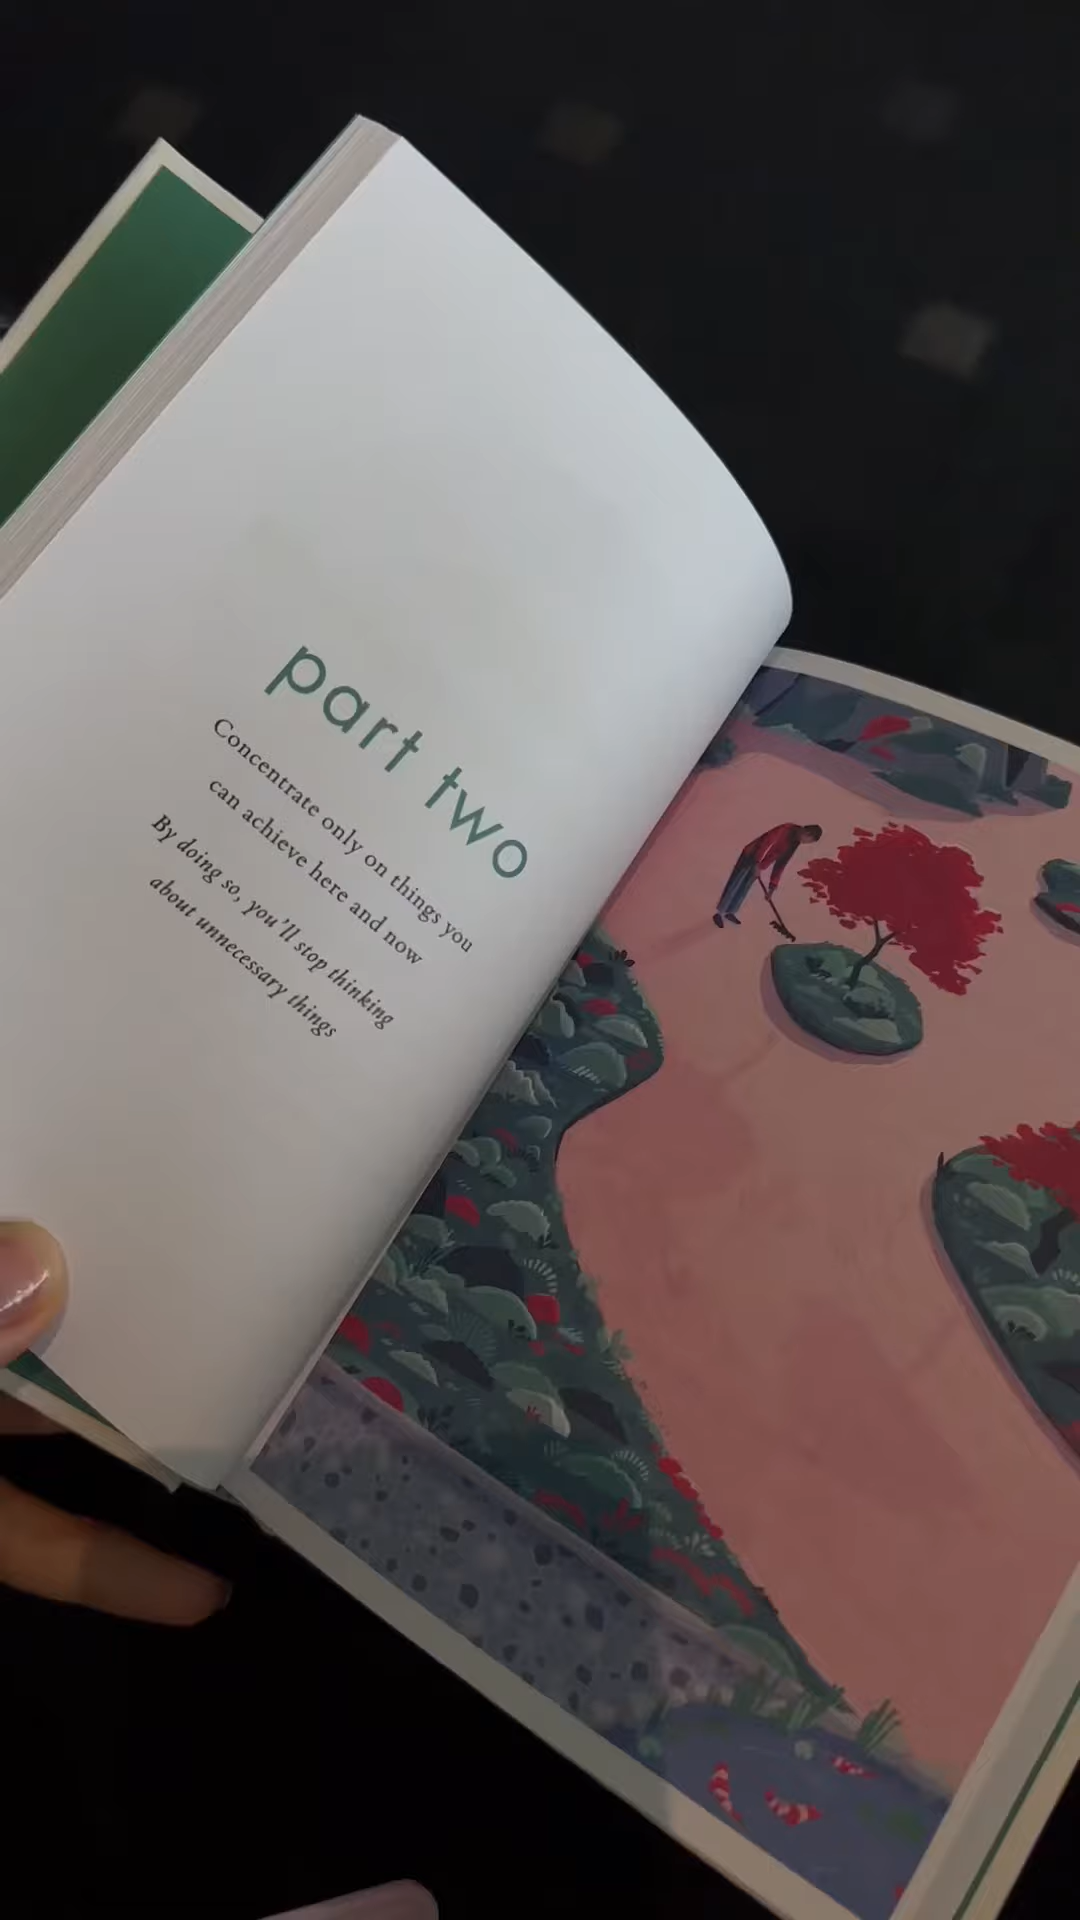 part two
Concentrate only on things you
can achieve here and now
By doing so, you'll stop thinking
about unnecessary things